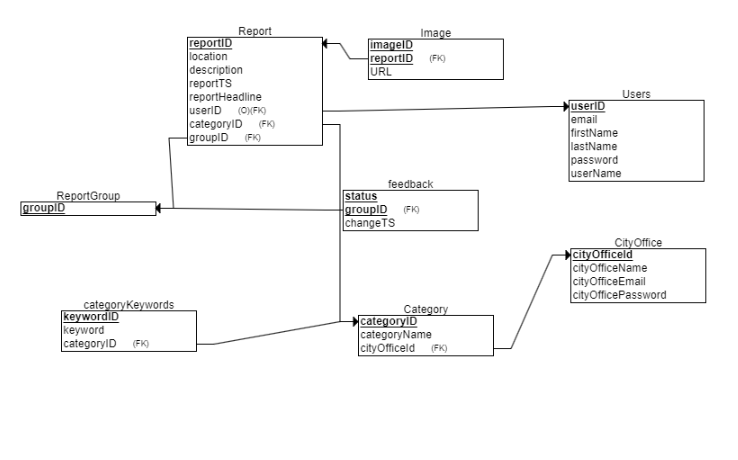 Report
reportID
location
description
reportTS
reportHeadline
userID (O)(FK)
categoryID (FK)
groupID (FK)
Image
imageID
reportID (FK)
URL
Users
userID
email
firstName
lastName
password
userName
ReportGroup
groupID
feedback
status
groupID (FK)
changeTS
CityOffice
cityOfficeId
cityOfficeName
cityOfficeEmail
cityOfficePassword
categoryKeywords
keywordID
keyword
categoryID (FK)
Category
categoryID
categoryName
cityOfficeId (FK)